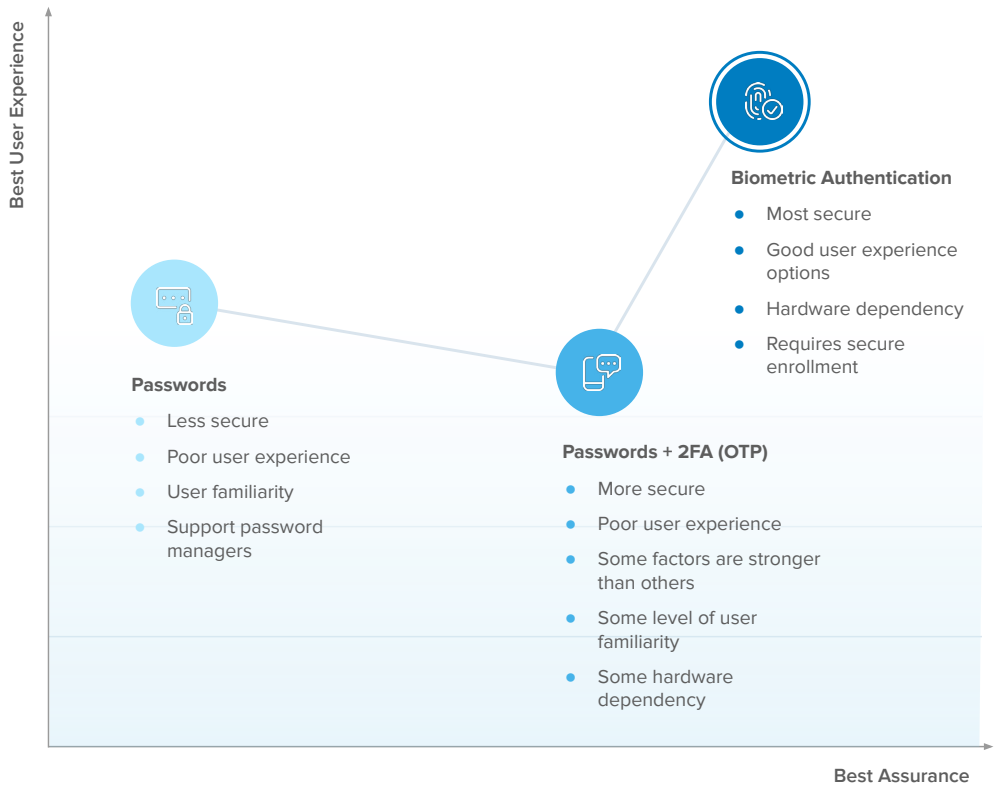 Best User Experience
Biometric Authentication
Most secure
Good user experience
options
Hardware dependency
Requires secure
enrollment
Passwords
Less secure
Poor user experience
User familiarity
Support password
managers
Passwords + 2FA (OTP)
More secure
Poor user experience
Some factors are stronger
than others
Some level of user
familiarity
Some hardware
dependency
Best Assurance